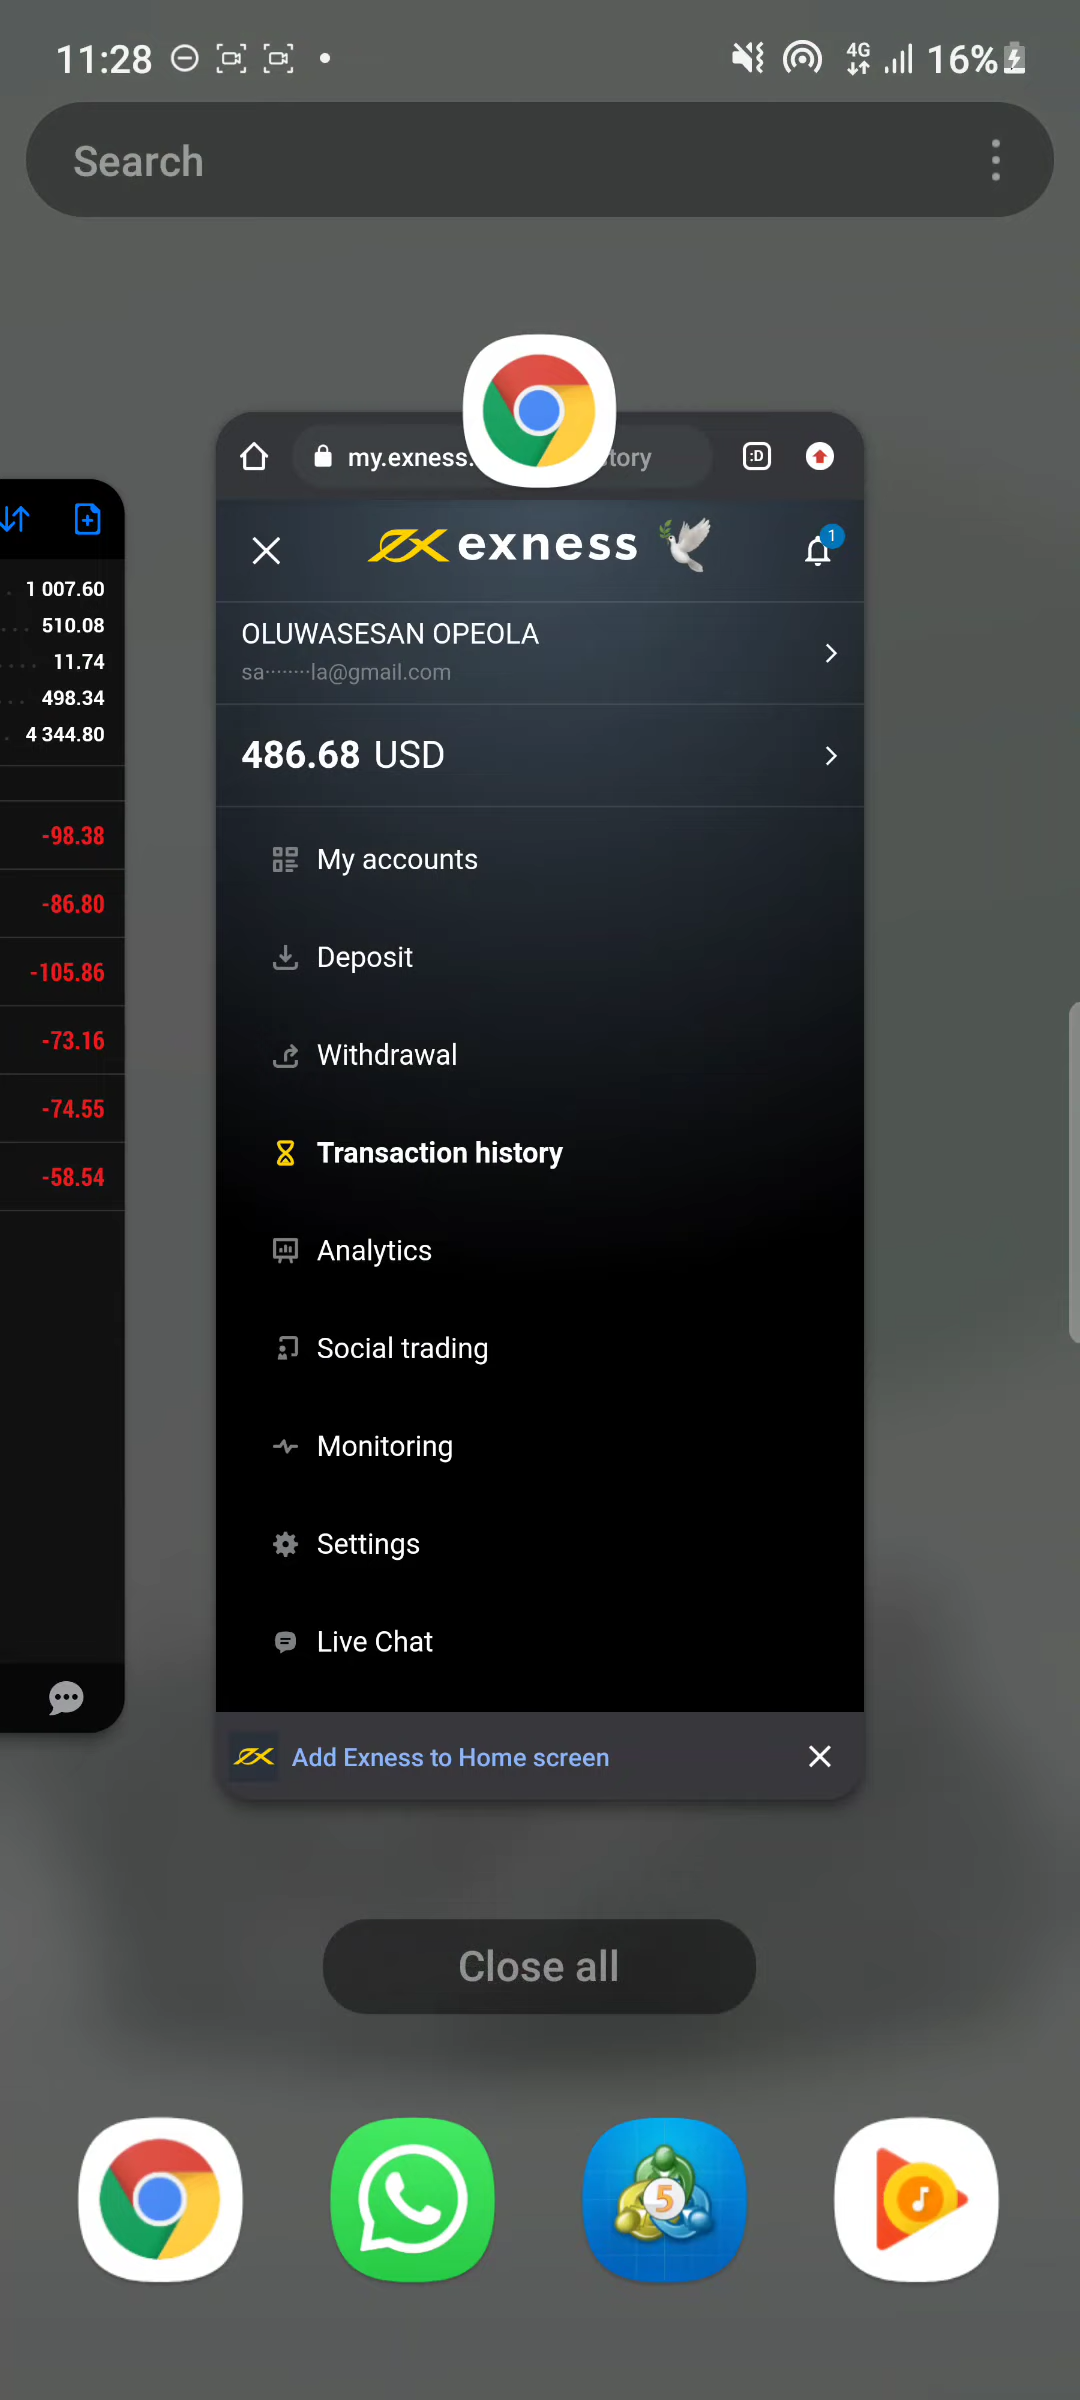 11:28
4G
16%
Search
my.exness.
tory
:D
exness
1
OLUWASESAN OPEOLA
sa········la@gmail.com
486.68 USD
My accounts
Deposit
Withdrawal
Transaction history
Analytics
Social trading
Monitoring
Settings
Live Chat
Add Exness to Home screen
1 007.60
510.08
11.74
498.34
4 344.80
-98.38
-86.80
-105.86
-73.16
-74.55
-58.54
Close all
5